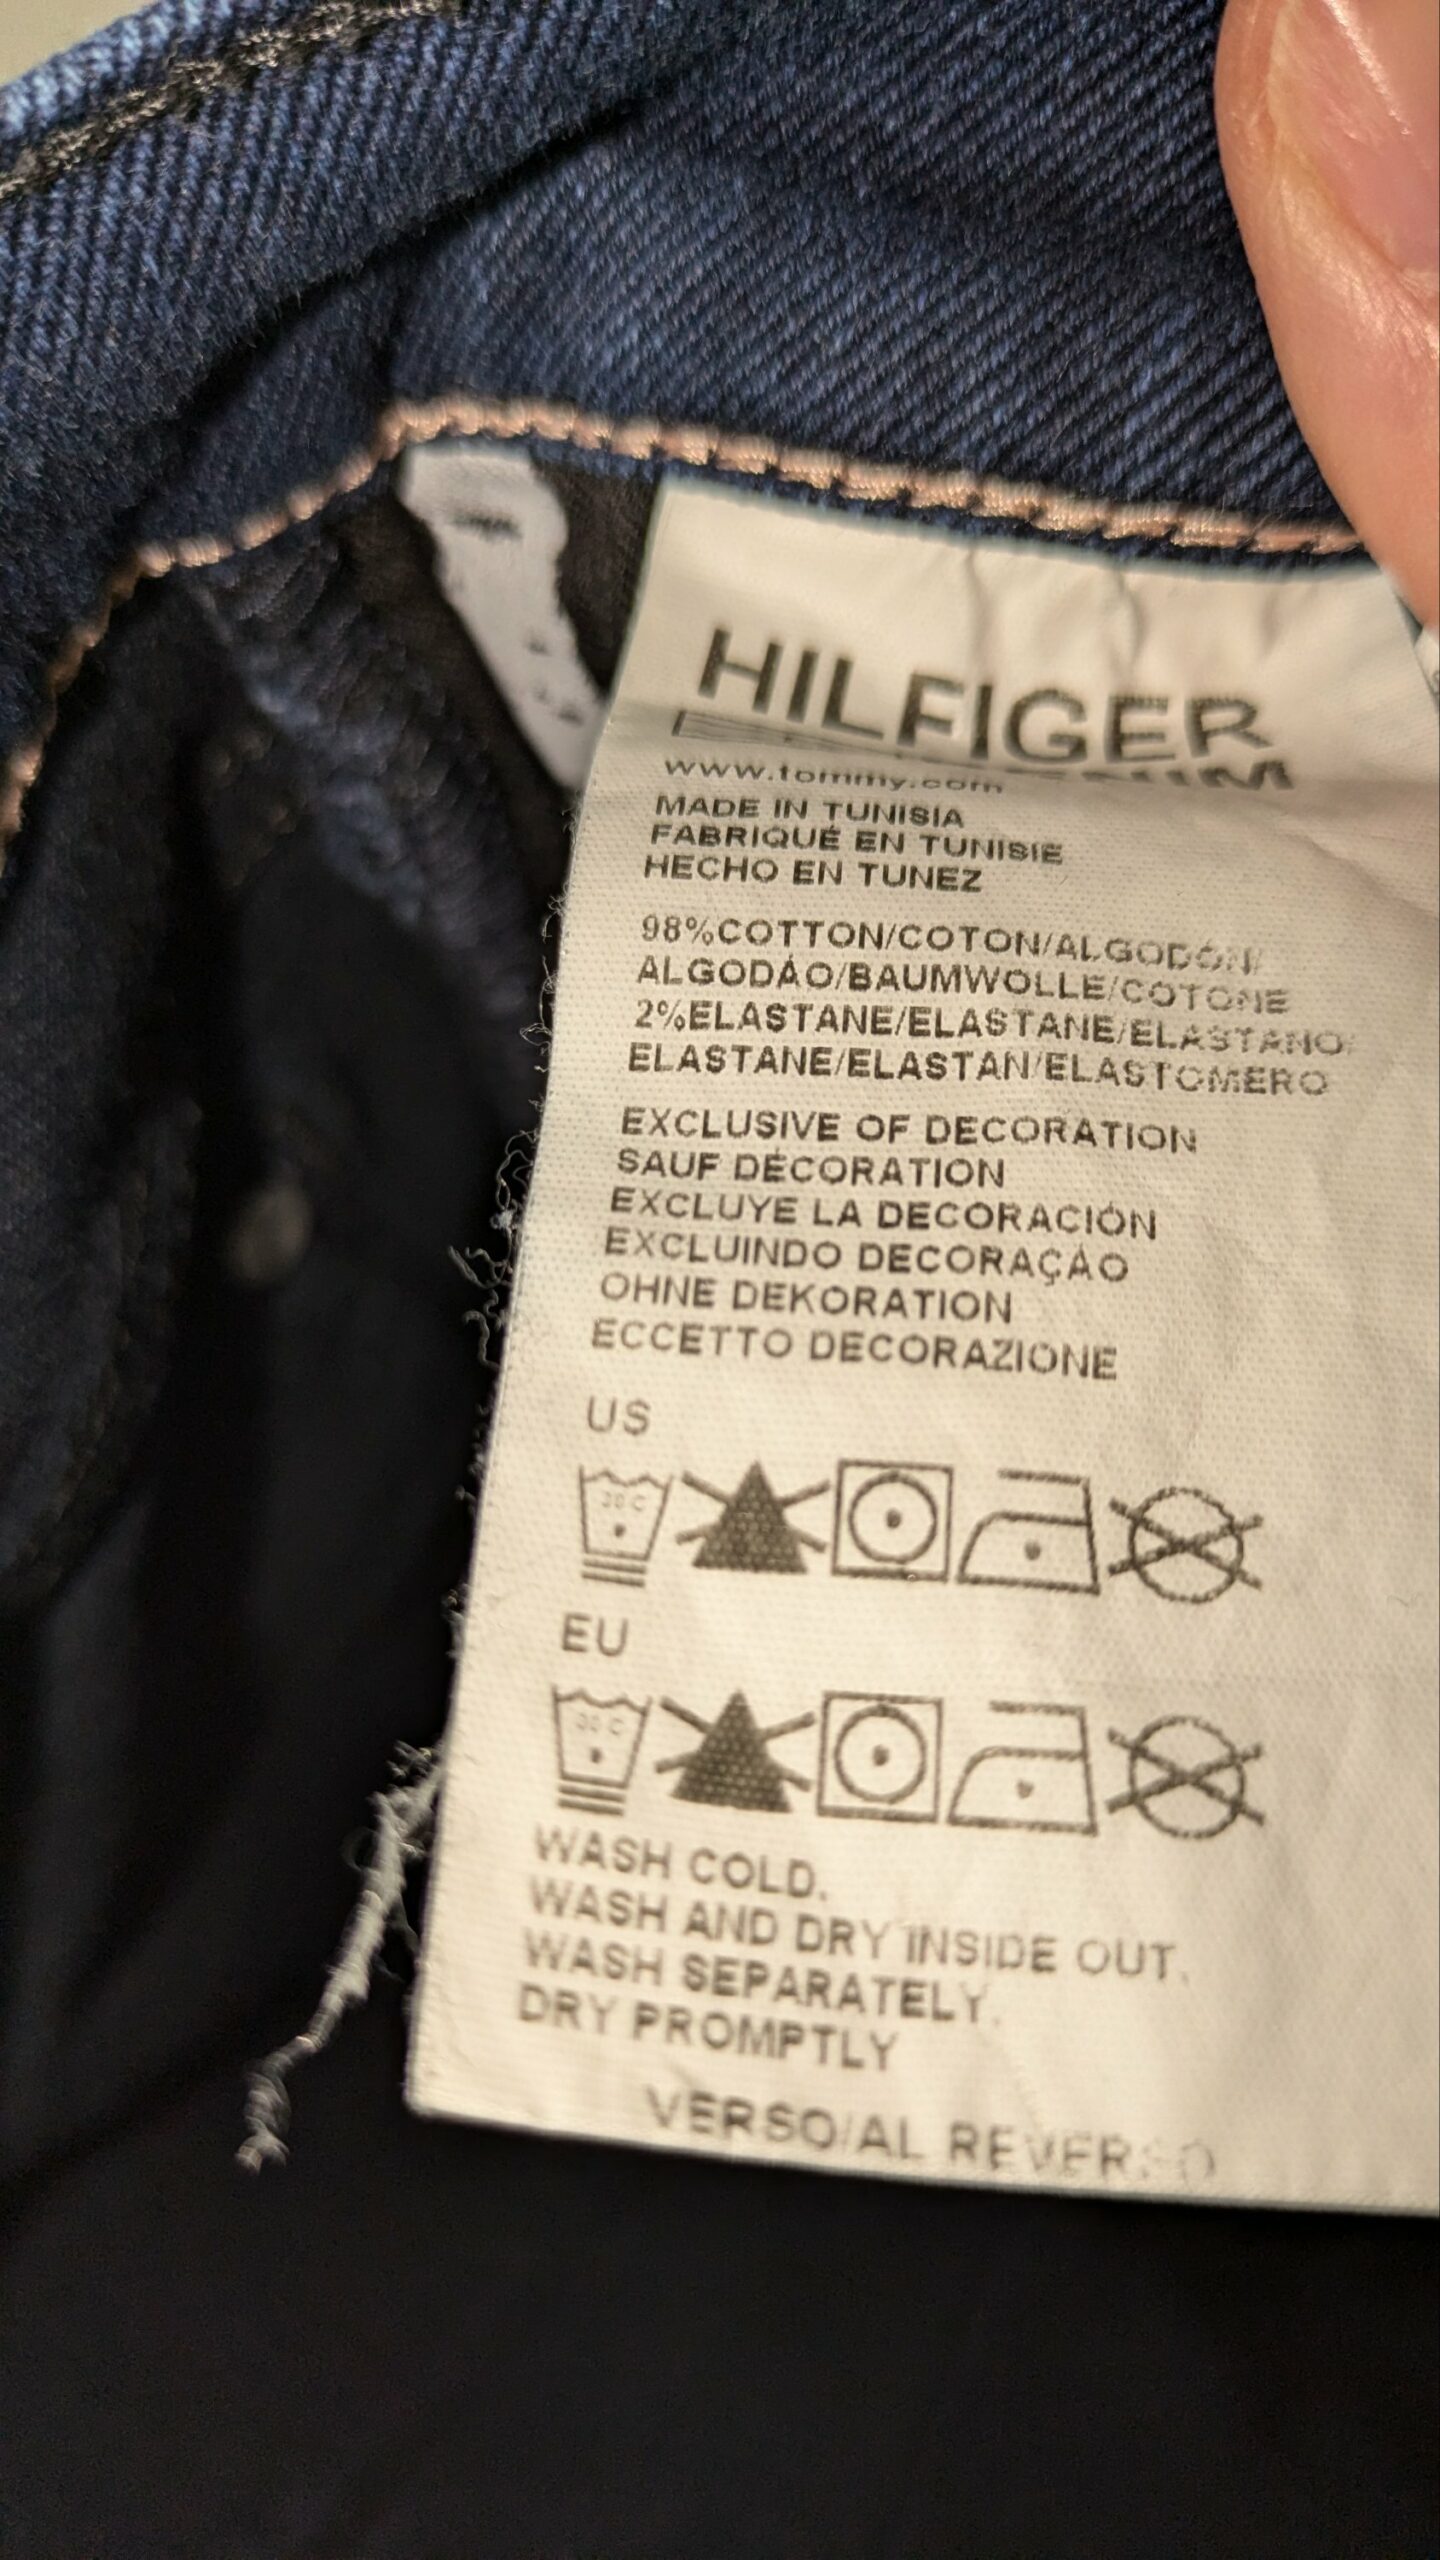 HILFIGER
DENIM
www.tommy.com
MADE IN TUNISIA
FABRIQUÉ EN TUNISIE
HECHO EN TUNEZ
98%COTTON/COTON/ALGODÓN/
ALGODÃO/BAUMWOLLE/COTONE
2%ELASTANE/ELASTANE/ELASTANO/
ELASTANE/ELASTAN/ELASTOMERO
EXCLUSIVE OF DECORATION
SAUF DÉCORATION
EXCLUYE LA DECORACIÓN
EXCLUINDO DECORAÇÃO
OHNE DEKORATION
ECCETTO DECORAZIONE
US
30 C
EU
30 C
WASH COLD.
WASH AND DRY INSIDE OUT.
WASH SEPARATELY.
DRY PROMPTLY
VERSO/AL REVERSO